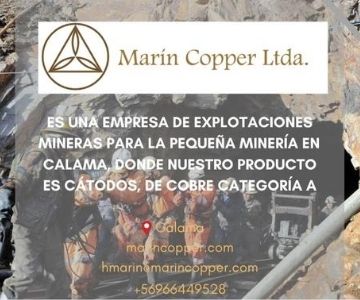 Marín Copper Ltda.
ES UNA EMPRESA DE EXPLOTACIONES
MINERAS PARA LA PEQUEÑA MINERÍA EN
CALAMA, DONDE NUESTRO PRODUCTO
ES CÁTODOS, DE COBRE CATEGORÍA A
Calama
marincopper.com
hmarin@marincopper.com
+56966449528